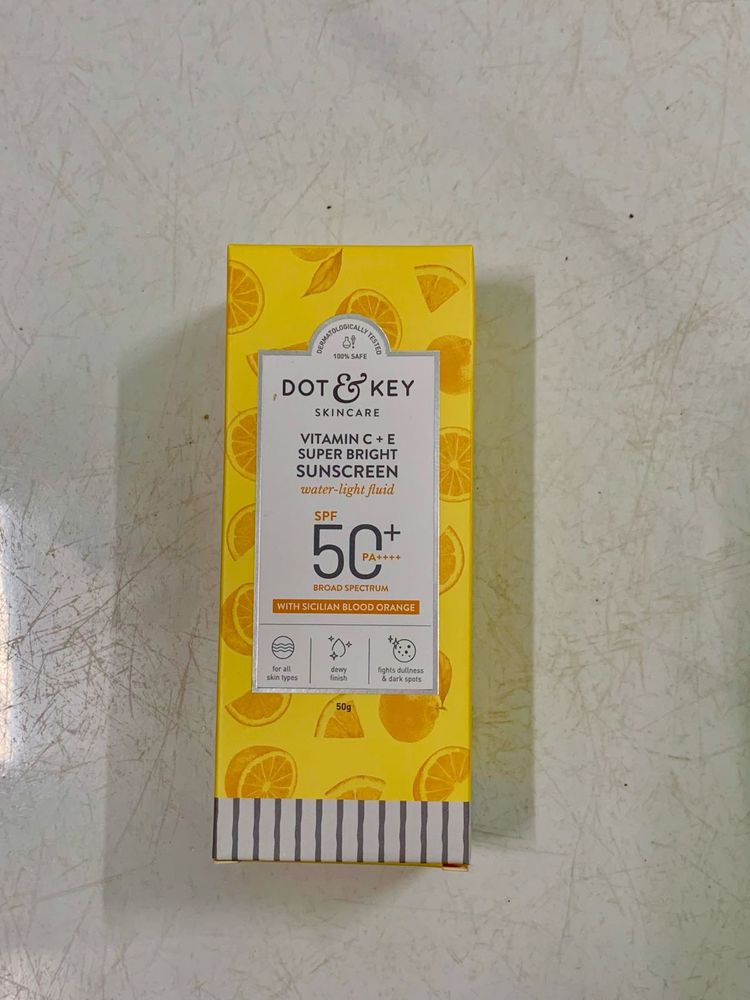 DERMATOLOGICALLY TESTED
100% SAFE
DOT & KEY
SKINCARE
VITAMIN C + E
SUPER BRIGHT
SUNSCREEN
water-light fluid
SPF
50+
PA++++
BROAD SPECTRUM
WITH SICILIAN BLOOD ORANGE
for all
skin types
dewy
finish
fights dullness
& dark spots
50g